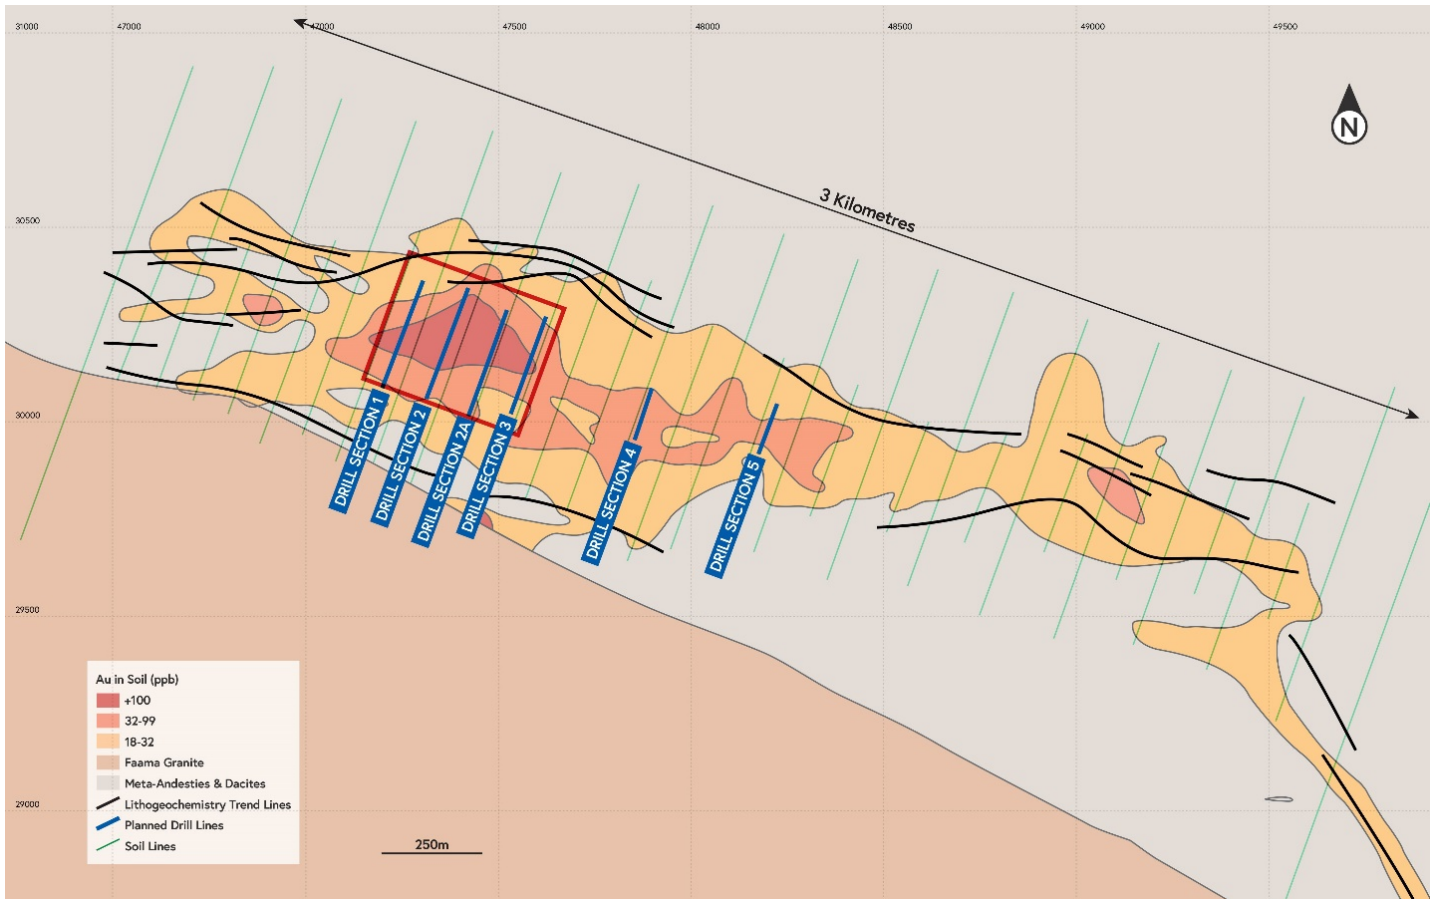 31000
47000
47000
47500
48000
48500
49000
49500
N
3 Kilometres
30500
30000
DRILL SECTION 1
DRILL SECTION 2
DRILL SECTION 2A
DRILL SECTION 3
DRILL SECTION 4
DRILL SECTION 5
29500
29000
Au in Soil (ppb)
+100
32-99
18-32
Faama Granite
Meta-Andesties & Dacites
Lithogeochemistry Trend Lines
Planned Drill Lines
Soil Lines
250m